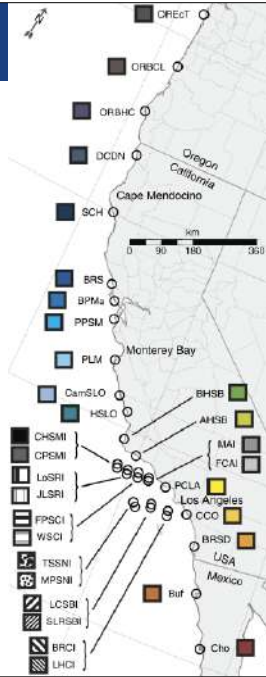 CIREcT
ORBCL
ORBHC
DCDN
Oregon
California
Cape Mendocino
SCH
km
0 90 180 360
BRS
BPMa
PPSM
PLM
Monterey Bay
CamSLO
HSLO
BHSB
AHSB
CHSMI
CPSMI
IMAI
FCAI
LoSRI
JLSRI
PCLA
Los Angeles
FPSCI
WSCI
CCO
BRSD
TSSNI
MPSNI
USA
Mexico
LCSBI
SLRSBI
Buf
BRCI
LHCI
Cho